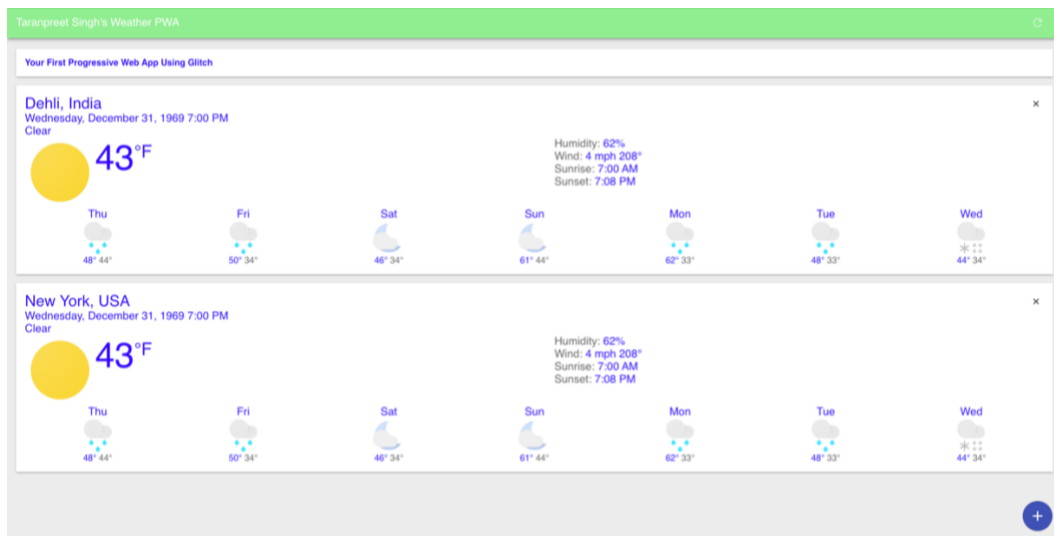 Taranpreet Singh's Weather PWA
Your First Progressive Web App Using Glitch
Dehli, India
Wednesday, December 31, 1969 7:00 PM
Clear
43°F
Humidity: 62%
Wind: 4 mph 208°
Sunrise: 7:00 AM
Sunset: 7:08 PM
Thu Fri Sat Sun Mon Tue Wed
48° 44° 50° 34° 46° 34° 61° 44° 62° 33° 48° 33° 44° 34°
New York, USA
Wednesday, December 31, 1969 7:00 PM
Clear
43°F
Humidity: 62%
Wind: 4 mph 208°
Sunrise: 7:00 AM
Sunset: 7:08 PM
Thu Fri Sat Sun Mon Tue Wed
48° 44° 50° 34° 46° 34° 61° 44° 62° 33° 48° 33° 44° 34°